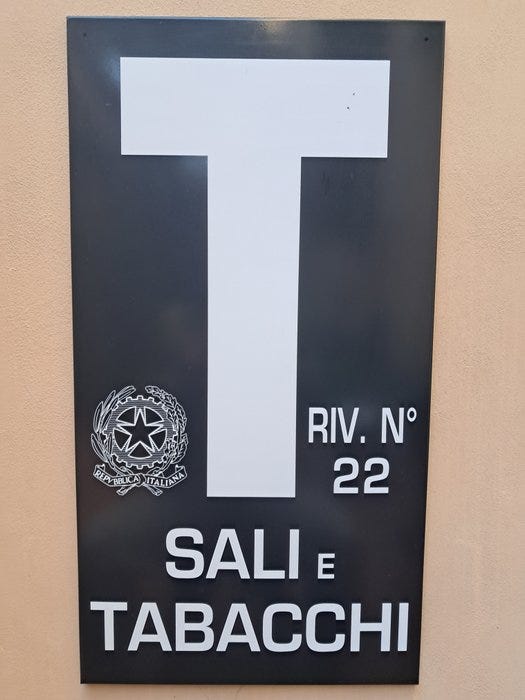 T
RIV. N°
22
REPVBBLICA ITALIANA
SALI E
TABACCHI